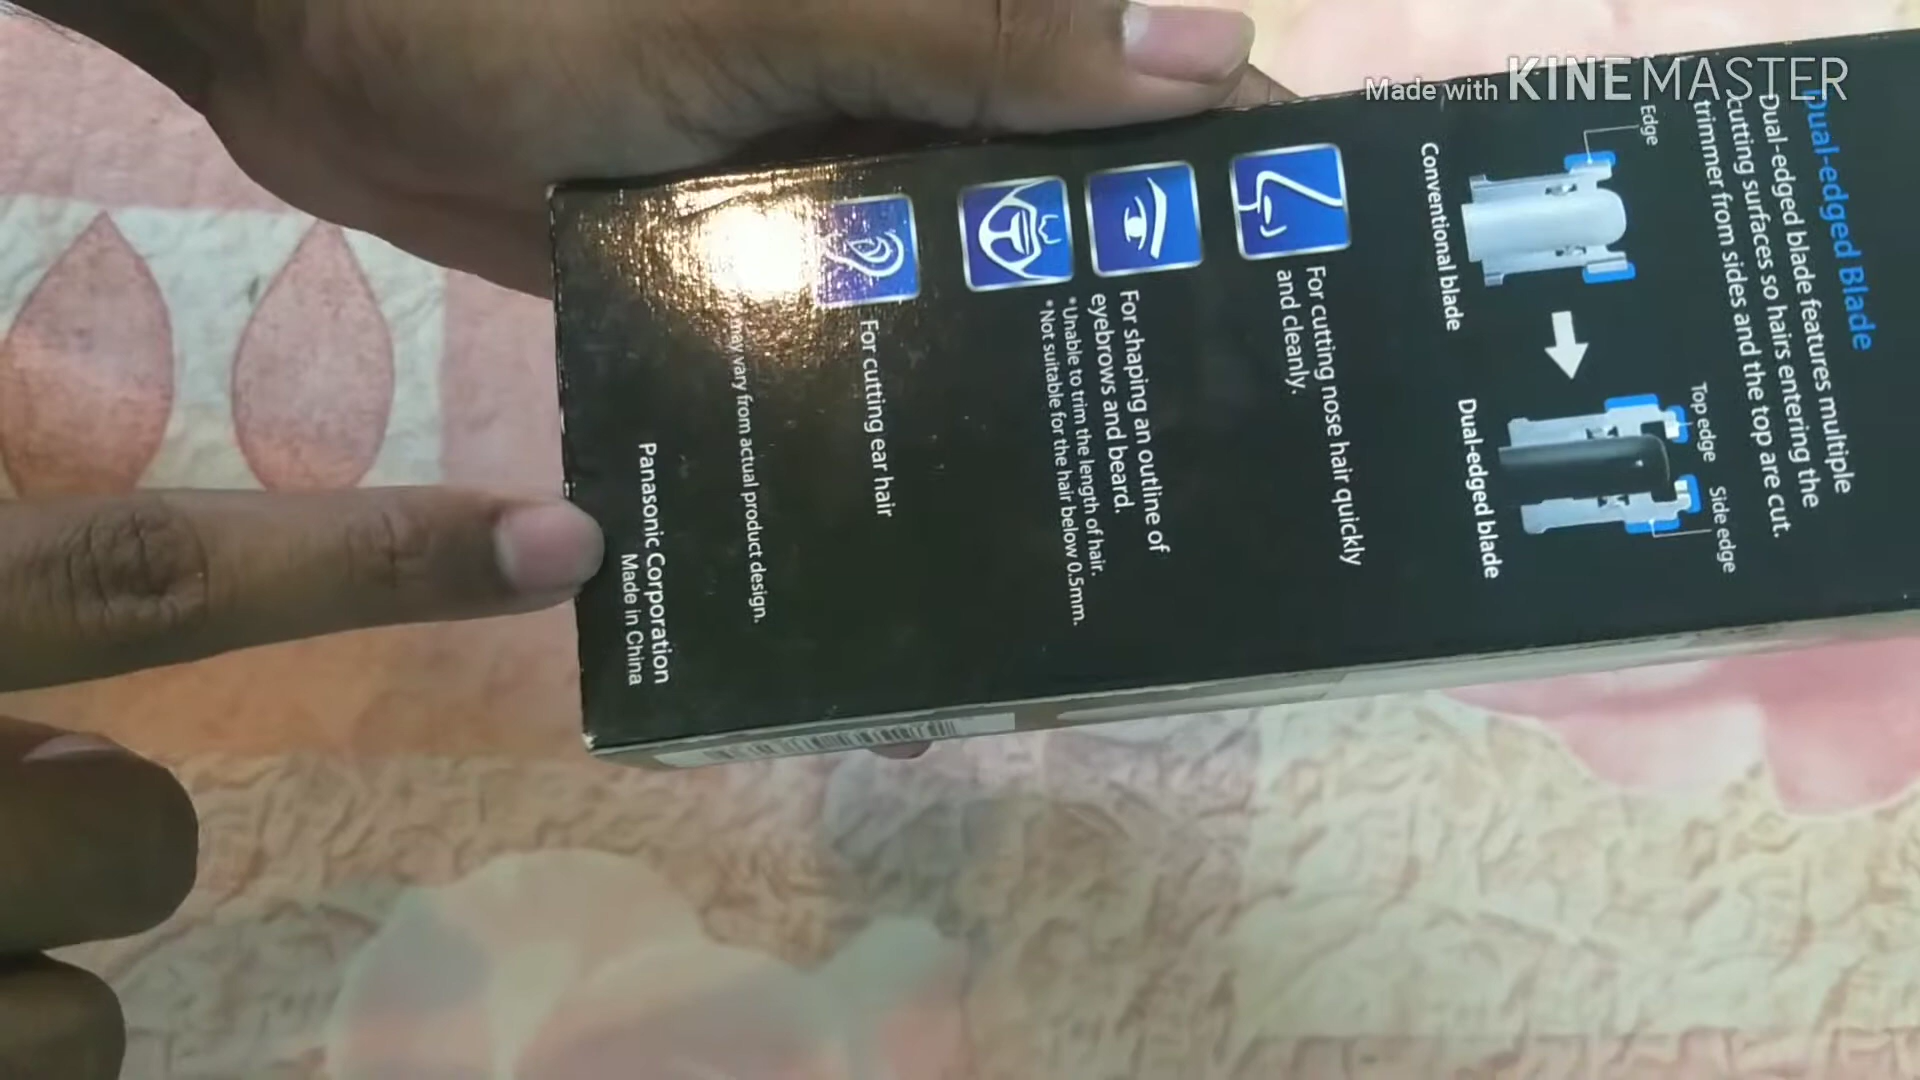 Made with KINEMASTER
Dual-edged Blade
Dual-edged blade features multiple
cutting surfaces so hairs entering the
trimmer from sides and the top are cut.
Edge
Top edge
Side edge
Conventional blade
Dual-edged blade
For cutting nose hair quickly
and cleanly.
For shaping an outline of
eyebrows and beard.
*Unable to trim the length of hair.
*Not suitable for the hair below 0.5mm.
For cutting ear hair
may vary from actual product design.
Panasonic Corporation
Made in China